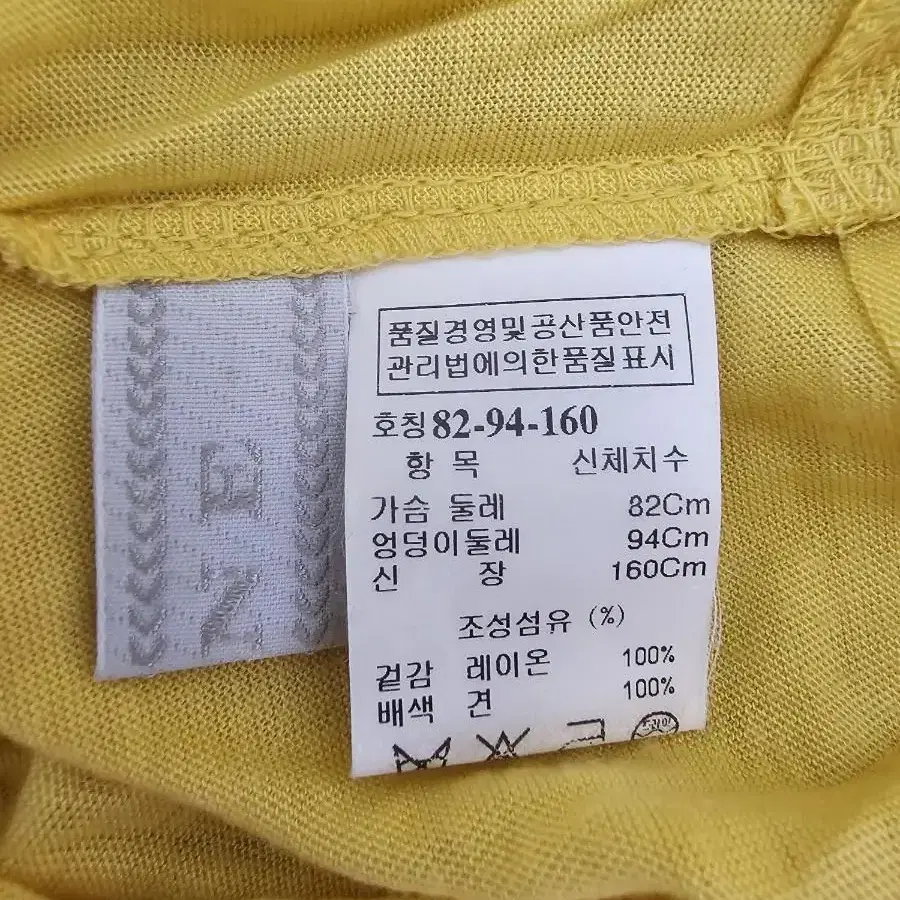 품질경영및공산품안전
관리법에의한품질표시
호칭 82-94-160
항 목 신체치수
가슴 둘레 82Cm
엉덩이둘레 94Cm
신 장 160Cm
조성섬유 (%)
겉감 레이온 100%
배색 견 100%